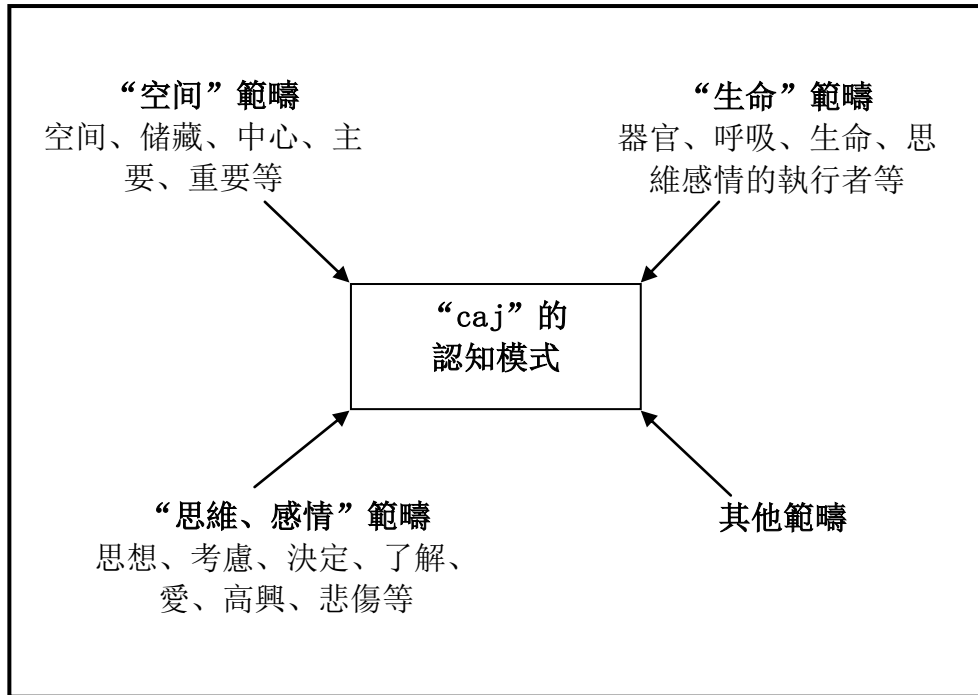 “空间”範疇
空间、储藏、中心、主
要、重要等
“生命”範疇
器官、呼吸、生命、思
維感情的執行者等
“caj”的
認知模式
“思維、感情”範疇
思想、考慮、決定、了解、
愛、高興、悲傷等
其他範疇